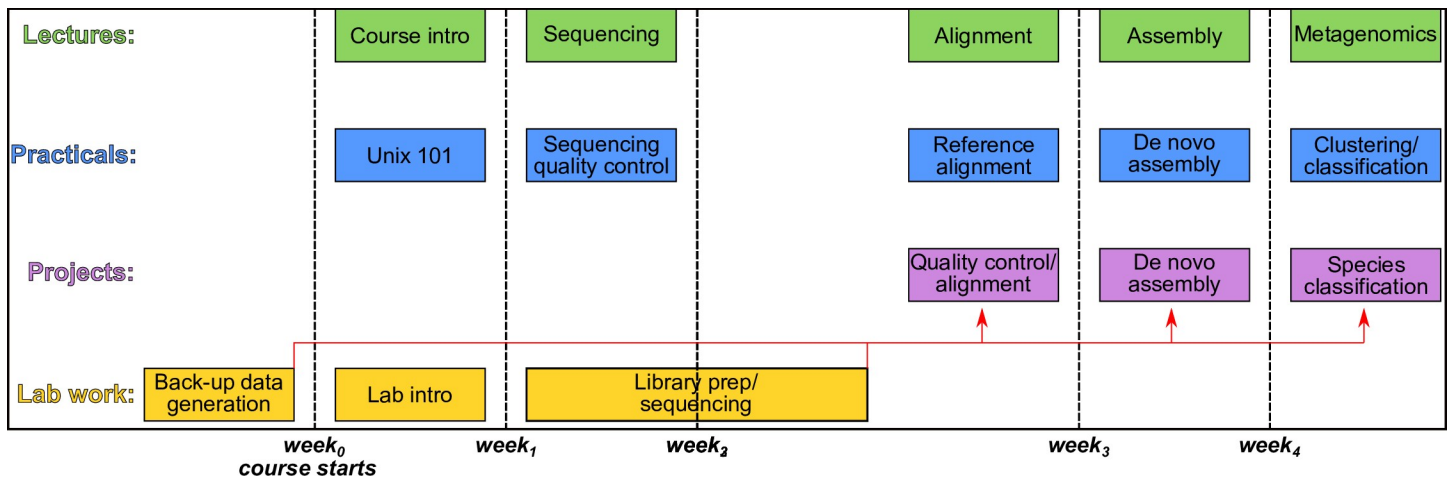 Lectures:
Course intro
Sequencing
Alignment
Assembly
Metagenomics
Practicals:
Unix 101
Sequencing
quality control
Reference
alignment
De novo
assembly
Clustering/
classification
Projects:
Quality control/
alignment
De novo
assembly
Species
classification
Lab work:
Back-up data
generation
Lab intro
Library prep/
sequencing
week0
course starts
week1
week2
week3
week4